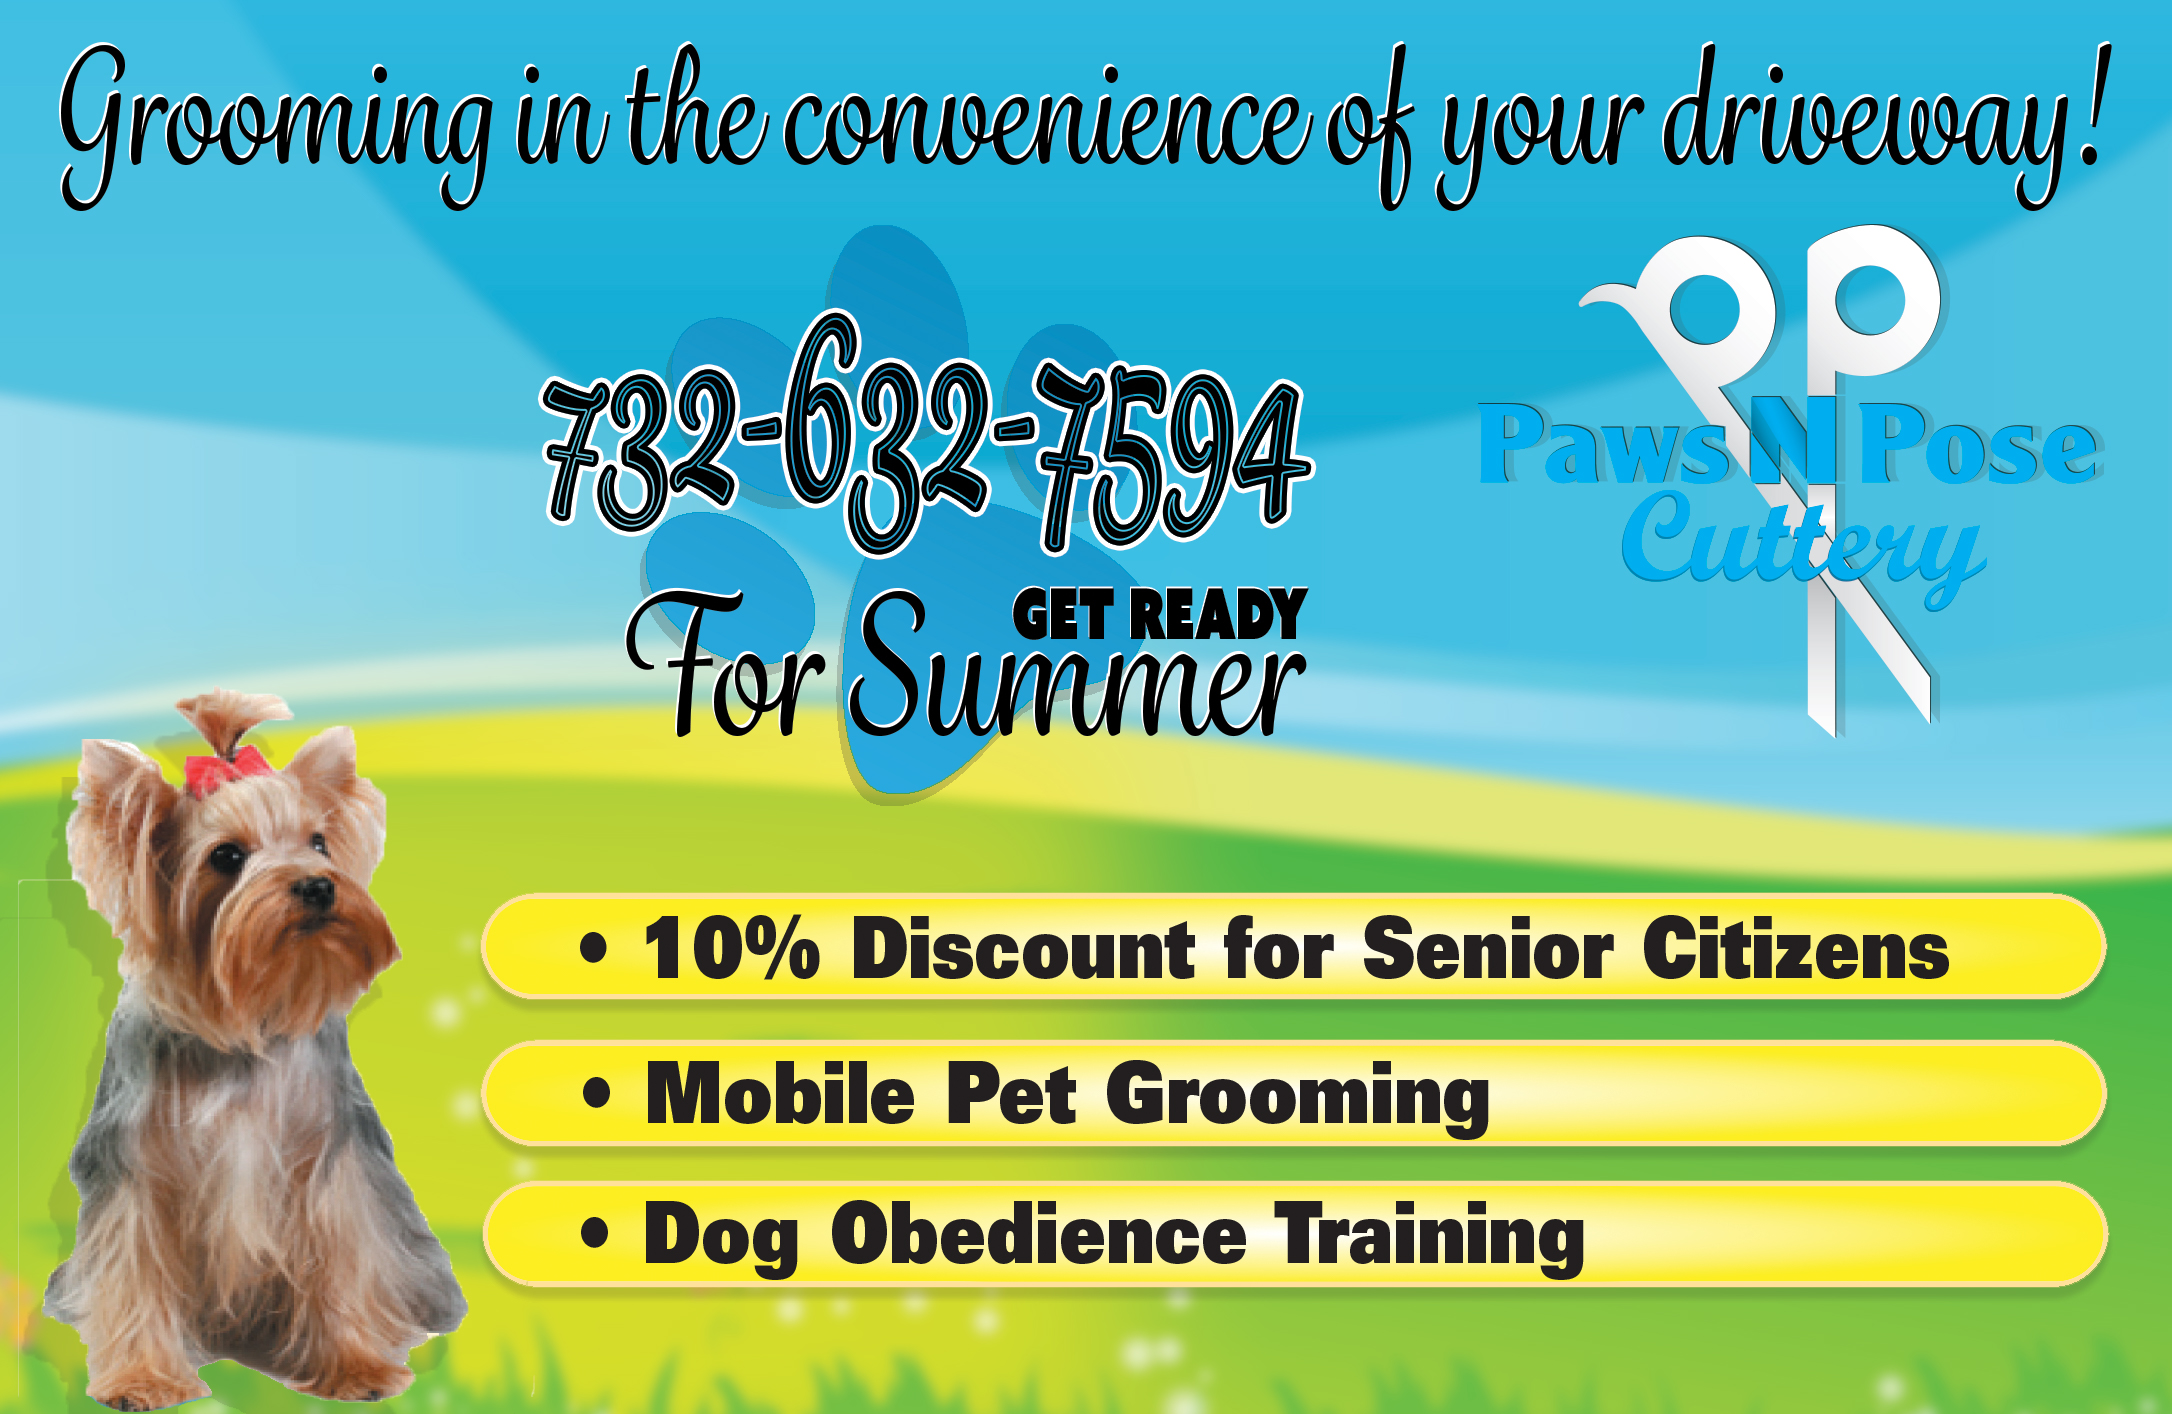 Grooming in the convenience of your driveway!
732-632-7594
Paws N Pose
Cuttery
GET READY
For Summer
• 10% Discount for Senior Citizens
• Mobile Pet Grooming
• Dog Obedience Training